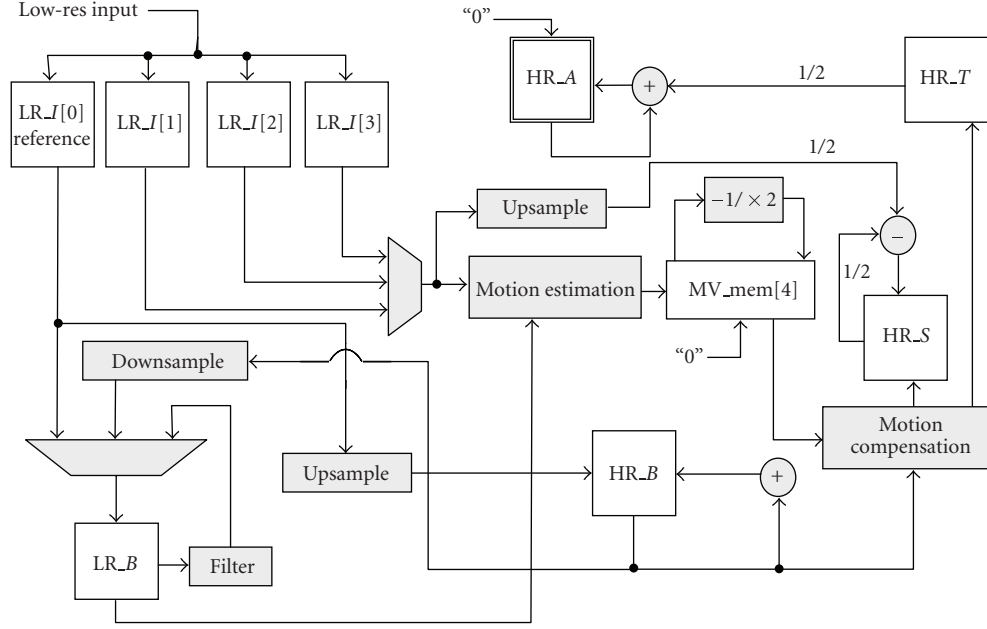 Low-res input
“0”
HR_A
+
1/2
HR_T
LR_I[0]
reference
LR_I[1]
LR_I[2]
LR_I[3]
1/2
Upsample
−1/ × 2
−
1/2
Motion estimation
MV_mem[4]
HR_S
“0”
Downsample
Motion
compensation
Upsample
HR_B
+
LR_B
Filter